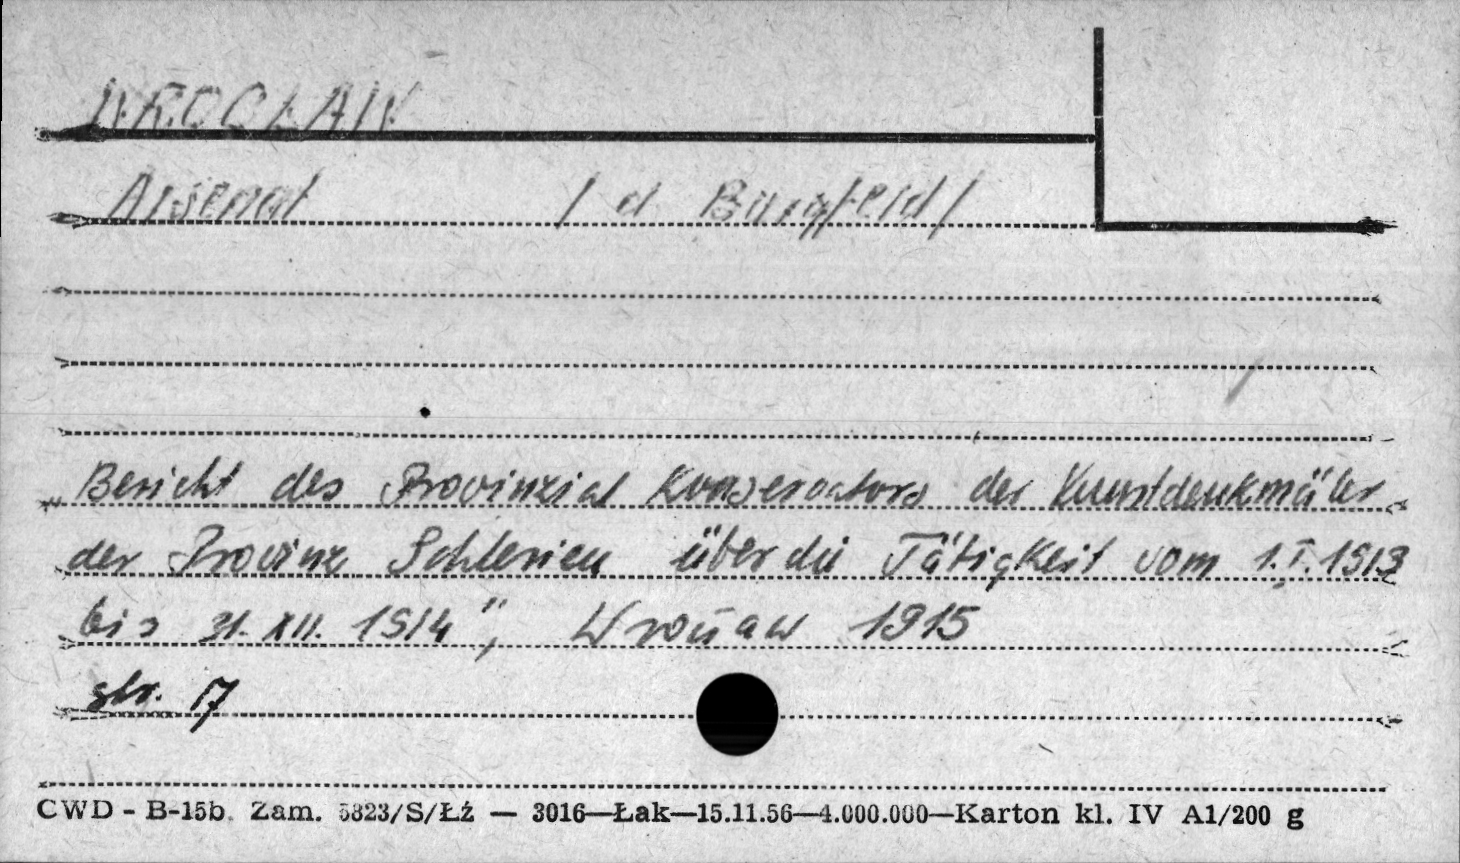 WROCŁAW
Arsenał / d Burgfeld /
"Bericht des Provinzial Konservators der Kunstdenkmäler
der Provinz Schlesien über die Tätigkeit vom 1.I.1913
bis 31.XII.1914", Wrocław 1915
str. 17
CWD - B-15b. Zam. 5823/S/Łź — 3016—Łak—15.11.56—4.000.000—Karton kl. IV A1/200 g